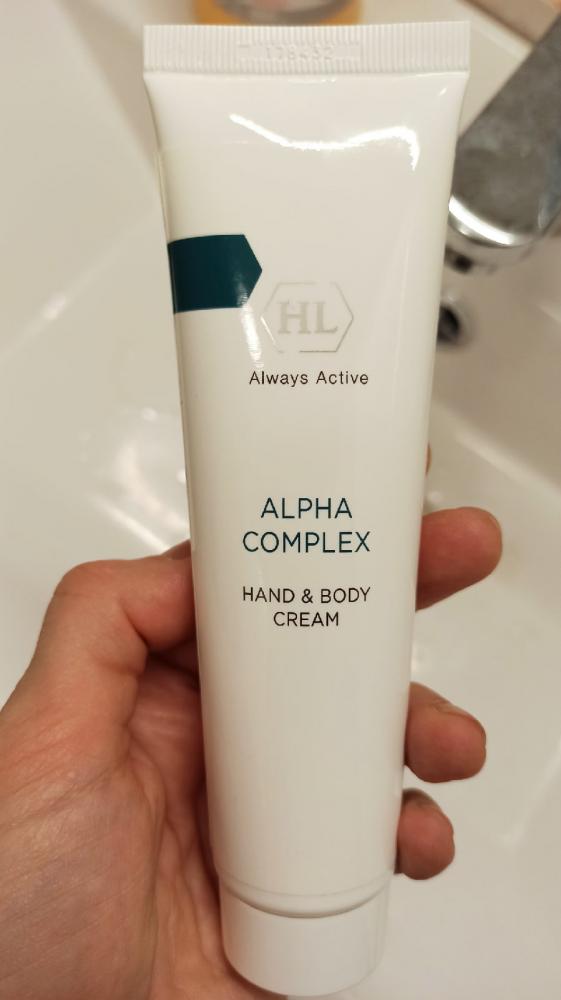 HL
Always Active
ALPHA
COMPLEX
HAND & BODY
CREAM